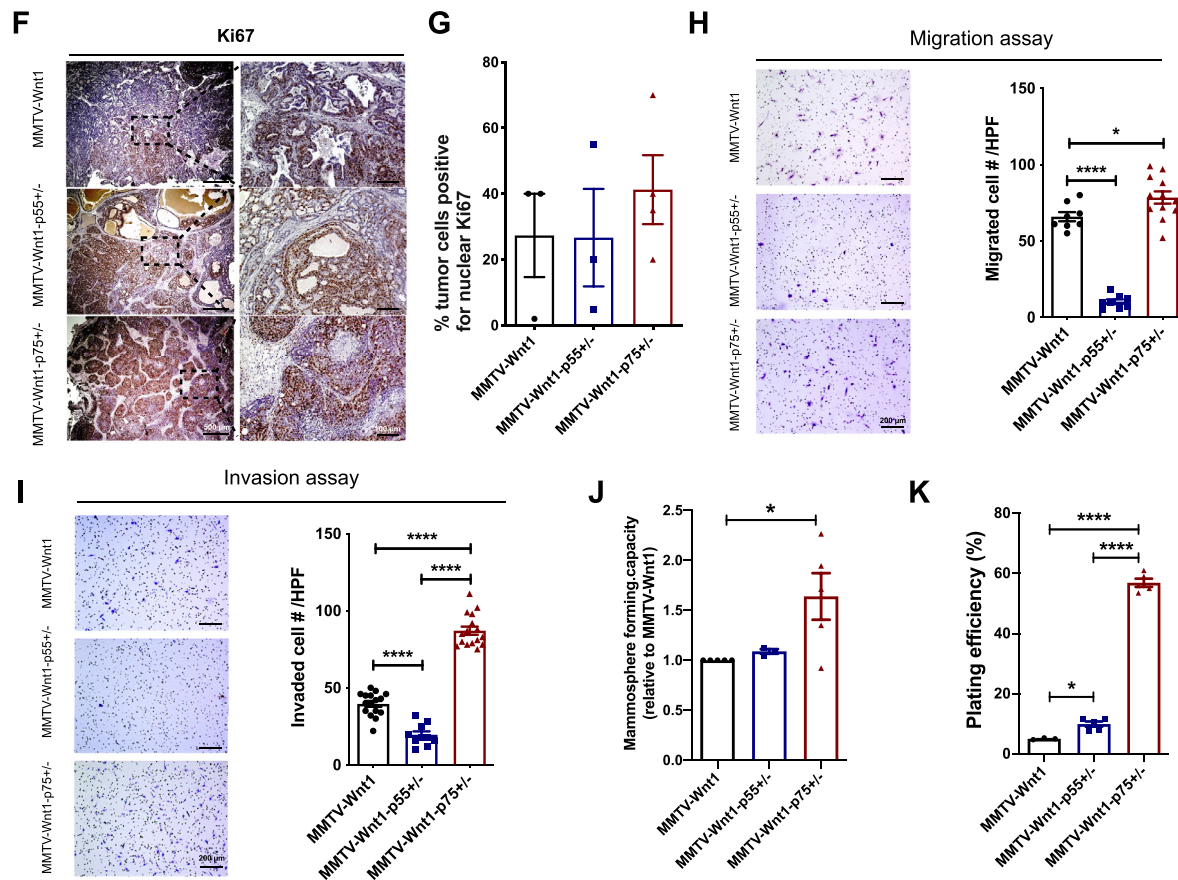 F
Ki67
MMTV-Wnt1
MMTV-Wnt1-p55+/-
MMTV-Wnt1-p75+/-
500 µm
100 µm
G
% tumor cells positive
for nuclear Ki67
80
60
40
20
0
MMTV-Wnt1
MMTV-Wnt1-p55+/-
MMTV-Wnt1-p75+/-
H
Migration assay
MMTV-Wnt1
MMTV-Wnt1-p55+/-
MMTV-Wnt1-p75+/-
200 µm
Migrated cell # /HPF
150
100
50
0
*
****
MMTV-Wnt1
MMTV-Wnt1-p55+/-
MMTV-Wnt1-p75+/-
I
Invasion assay
MMTV-Wnt1
MMTV-Wnt1-p55+/-
MMTV-Wnt1-p75+/-
200 µm
Invaded cell # /HPF
150
100
50
0
****
****
****
MMTV-Wnt1
MMTV-Wnt1-p55+/-
MMTV-Wnt1-p75+/-
J
Mammosphere forming.capacity
(relative to MMTV-Wnt1)
2.5
2.0
1.5
1.0
0.5
0.0
*
MMTV-Wnt1
MMTV-Wnt1-p55+/-
MMTV-Wnt1-p75+/-
K
Plating efficiency (%)
80
60
40
20
0
****
****
*
MMTV-Wnt1
MMTV-Wnt1-p55+/-
MMTV-Wnt1-p75+/-